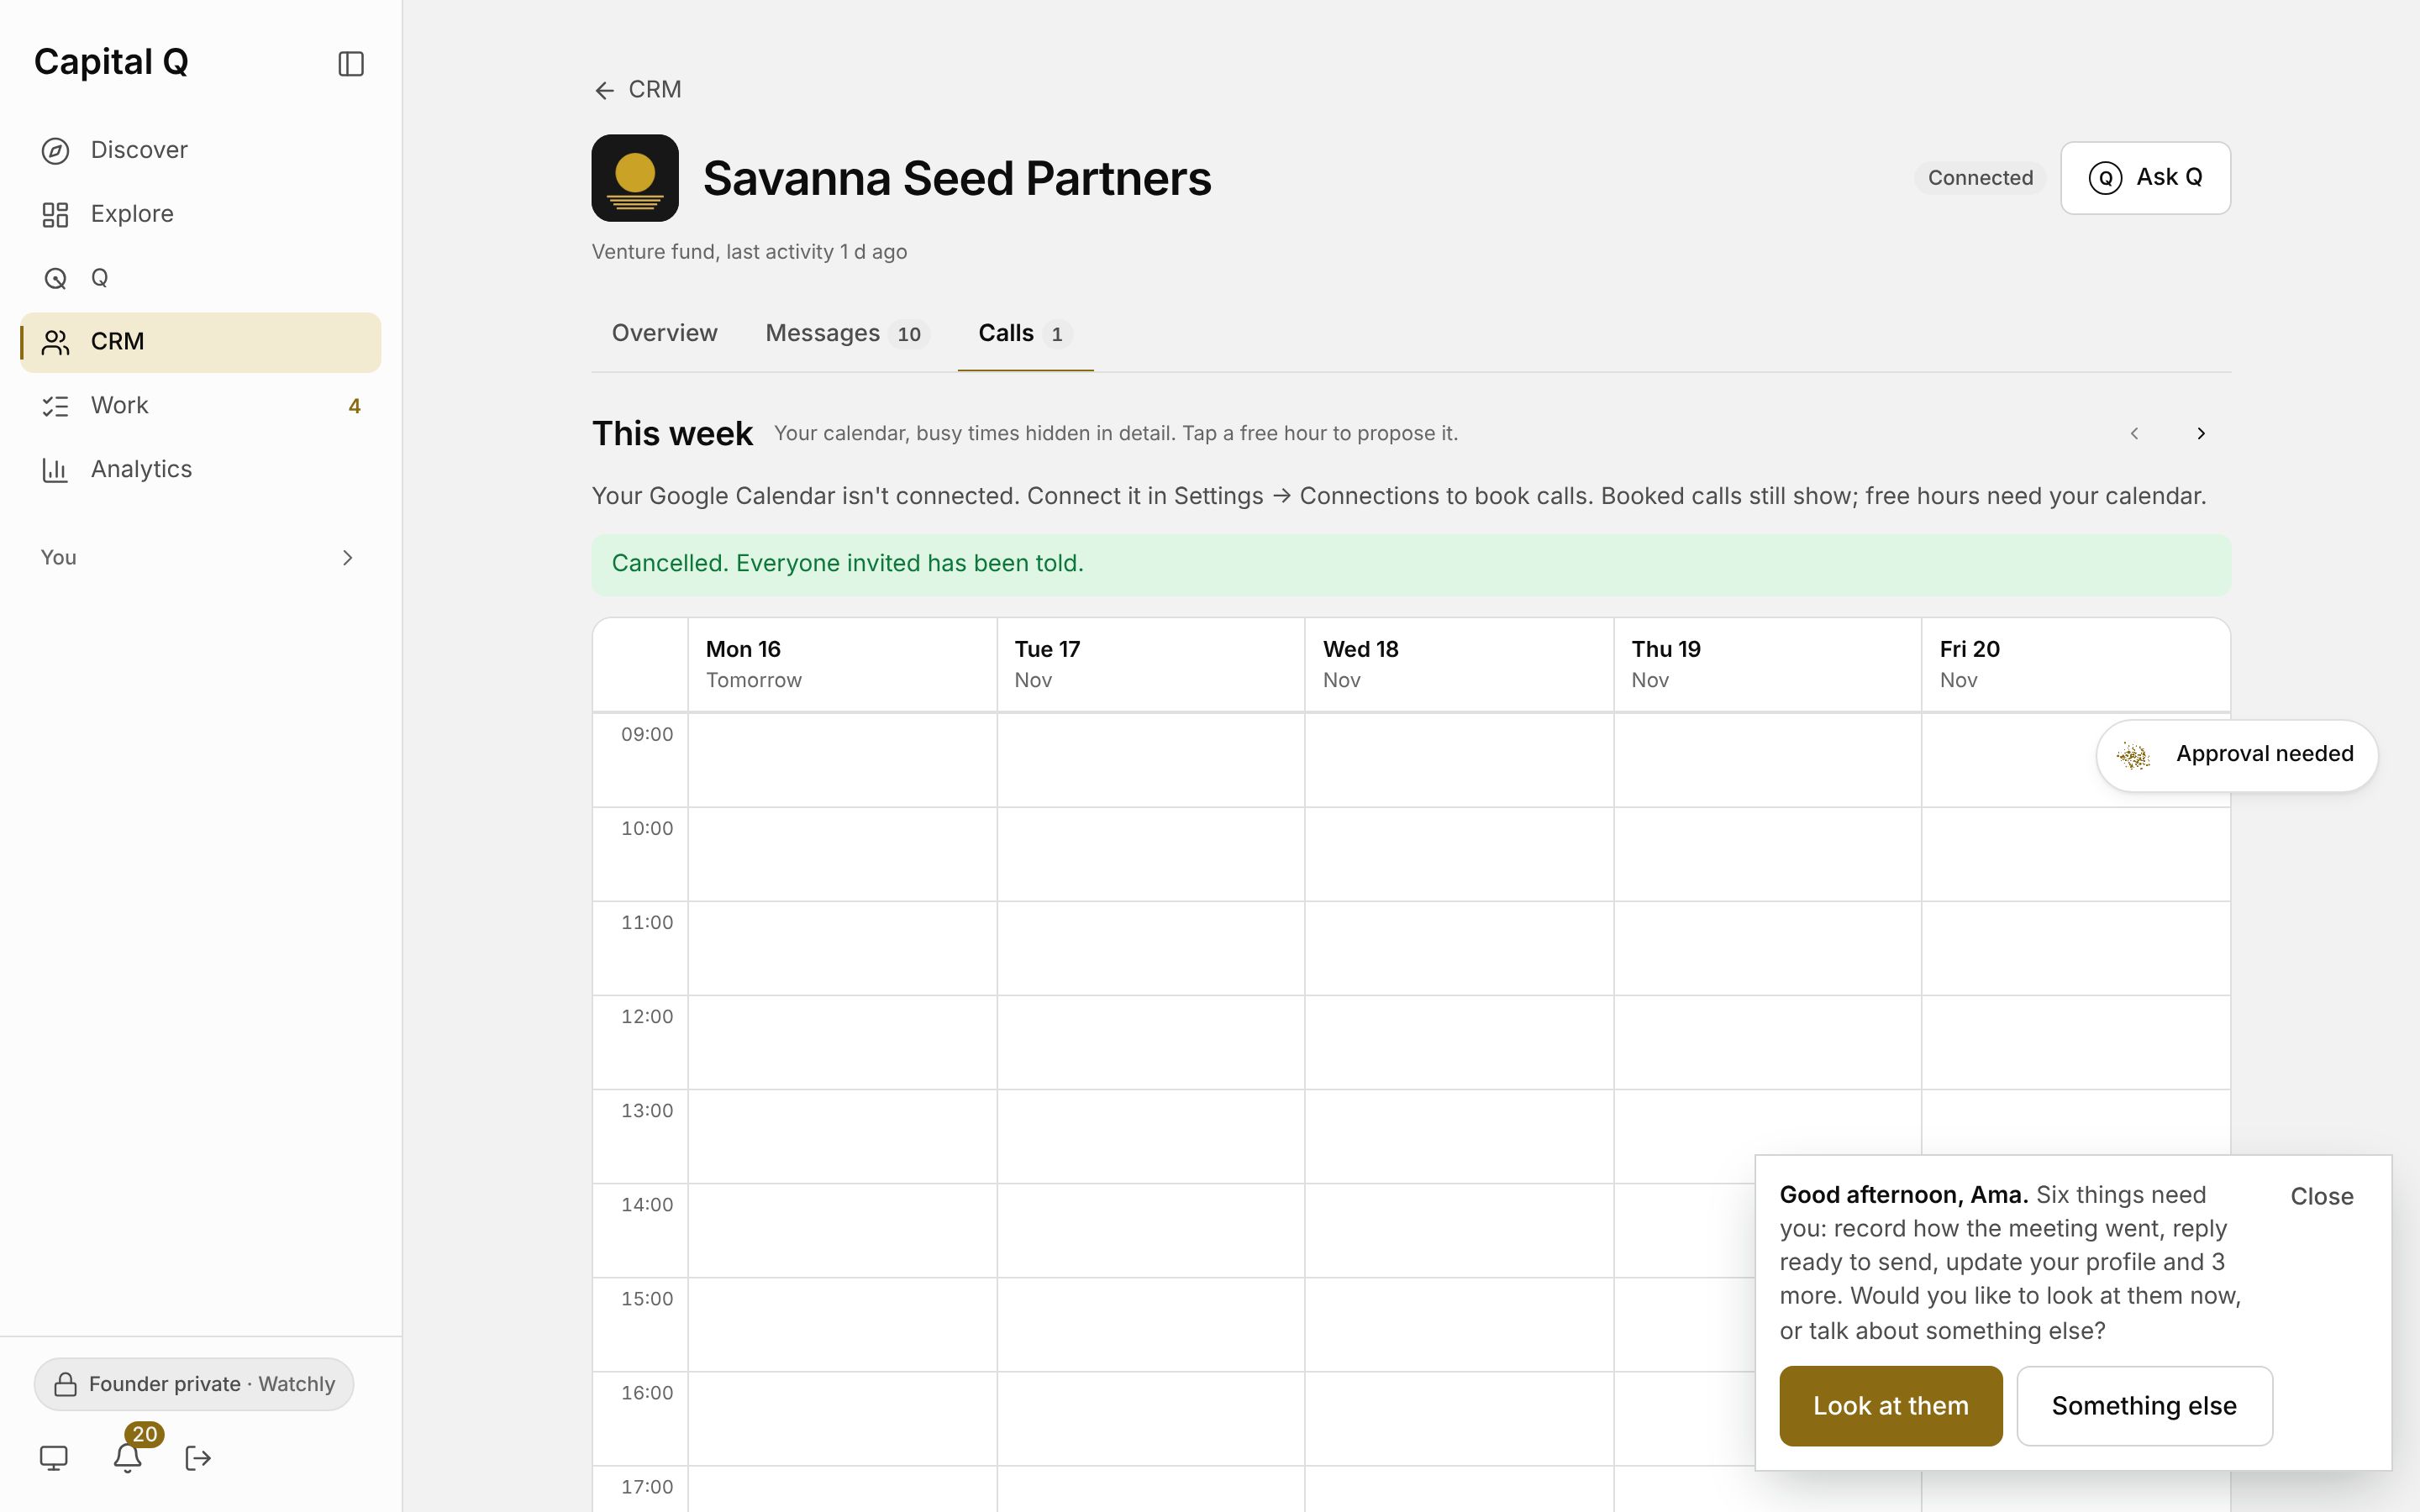 Capital Q
Discover
Explore
Q
CRM
Work 4
Analytics
You
Founder private · Watchly
20
CRM
Savanna Seed Partners
Connected
Q Ask Q
Venture fund, last activity 1 d ago
Overview Messages 10 Calls 1
This week Your calendar, busy times hidden in detail. Tap a free hour to propose it.
Your Google Calendar isn't connected. Connect it in Settings → Connections to book calls. Booked calls still show; free hours need your calendar.
Cancelled. Everyone invited has been told.
Mon 16 Tue 17 Wed 18 Thu 19 Fri 20
Tomorrow Nov Nov Nov Nov
09:00
Approval needed
10:00
11:00
12:00
13:00
14:00
15:00
16:00
17:00
Good afternoon, Ama. Six things need
you: record how the meeting went, reply
ready to send, update your profile and 3
more. Would you like to look at them now,
or talk about something else?
Close
Look at them Something else